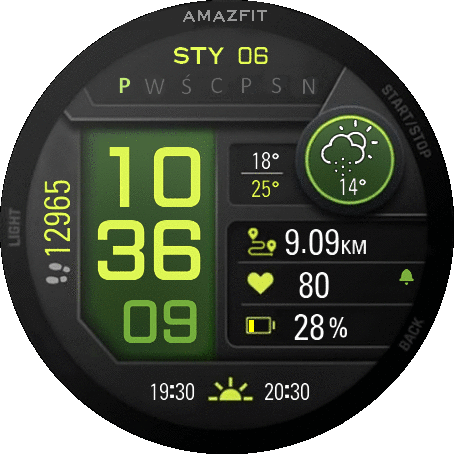 AMAZFIT
STY 06
P W Ś C P S N
START/STOP
LIGHT
12965
10
36
09
18°
25°
14°
9.09KM
80
28%
BACK
19:30 20:30